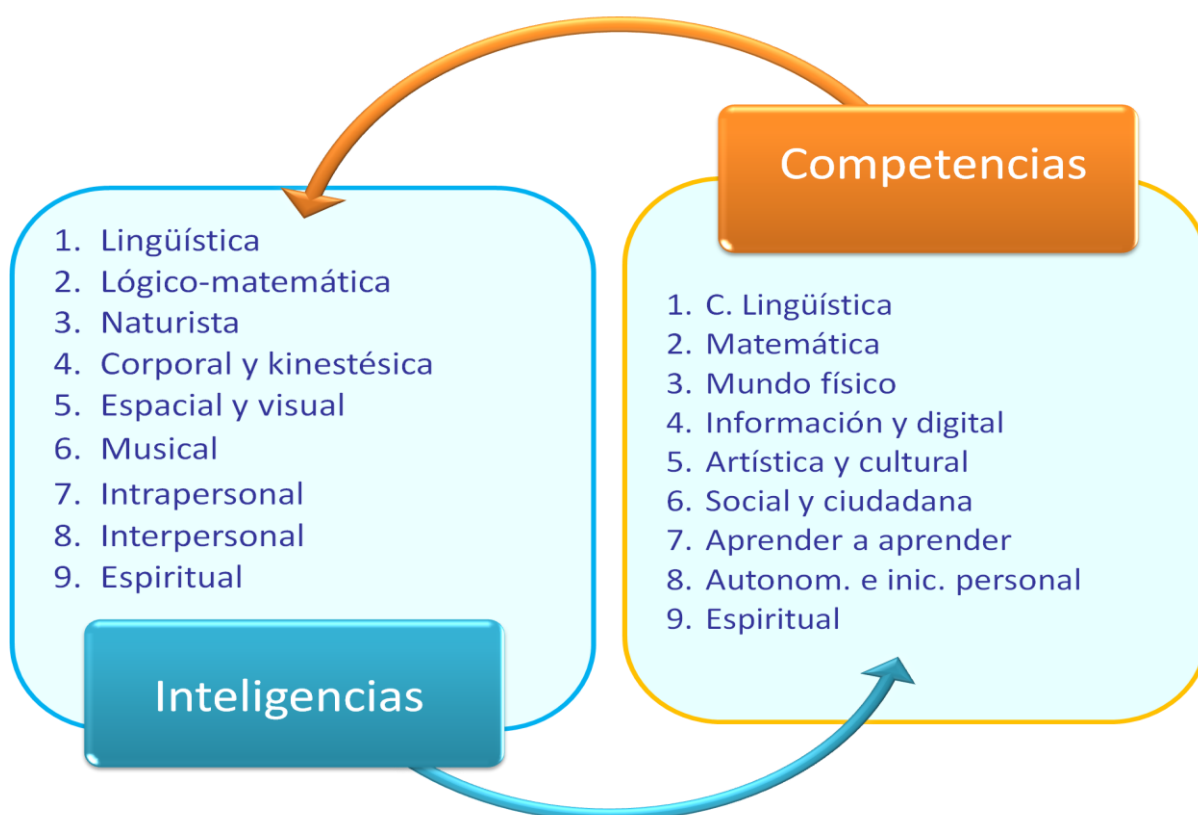 Competencias
1. Lingüística
2. Lógico-matemática
3. Naturista
4. Corporal y kinestésica
5. Espacial y visual
6. Musical
7. Intrapersonal
8. Interpersonal
9. Espiritual
Inteligencias
1. C. Lingüística
2. Matemática
3. Mundo físico
4. Información y digital
5. Artística y cultural
6. Social y ciudadana
7. Aprender a aprender
8. Autonom. e inic. personal
9. Espiritual